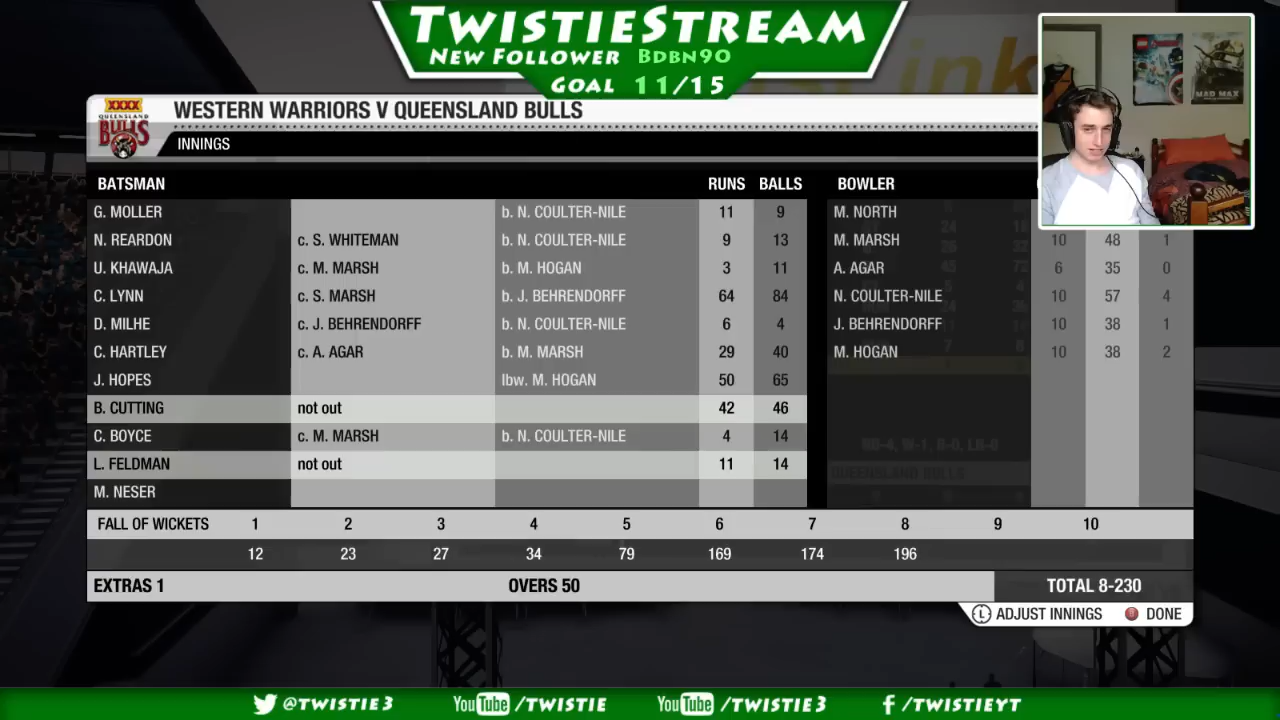 TWISTIESTREAM
NEW FOLLOWER BDBN90
GOAL 11/15
XXXX
QUEENSLAND
BULLS
WESTERN WARRIORS V QUEENSLAND BULLS
INNINGS
BATSMAN RUNS BALLS BOWLER
G. MOLLER b. N. COULTER-NILE 11 9 M. NORTH
N. REARDON c. S. WHITEMAN b. N. COULTER-NILE 9 13 M. MARSH 10 48 1
U. KHAWAJA c. M. MARSH b. M. HOGAN 3 11 A. AGAR 6 35 0
C. LYNN c. S. MARSH b. J. BEHRENDORFF 64 84 N. COULTER-NILE 10 57 4
D. MILHE c. J. BEHRENDORFF b. N. COULTER-NILE 6 4 J. BEHRENDORFF 10 38 1
C. HARTLEY c. A. AGAR b. M. MARSH 29 40 M. HOGAN 10 38 2
J. HOPES lbw. M. HOGAN 50 65
B. CUTTING not out 42 46
C. BOYCE c. M. MARSH b. N. COULTER-NILE 4 14
L. FELDMAN not out 11 14
QUEENSLAND BULLS
M. NESER
FALL OF WICKETS 1 2 3 4 5 6 7 8 9 10
12 23 27 34 79 169 174 196
EXTRAS 1 OVERS 50 TOTAL 8-230
L ADJUST INNINGS DONE
MAD MAX
@TWISTIE3 YouTube /TWISTIE YouTube /TWISTIE3 f /TWISTIEYT